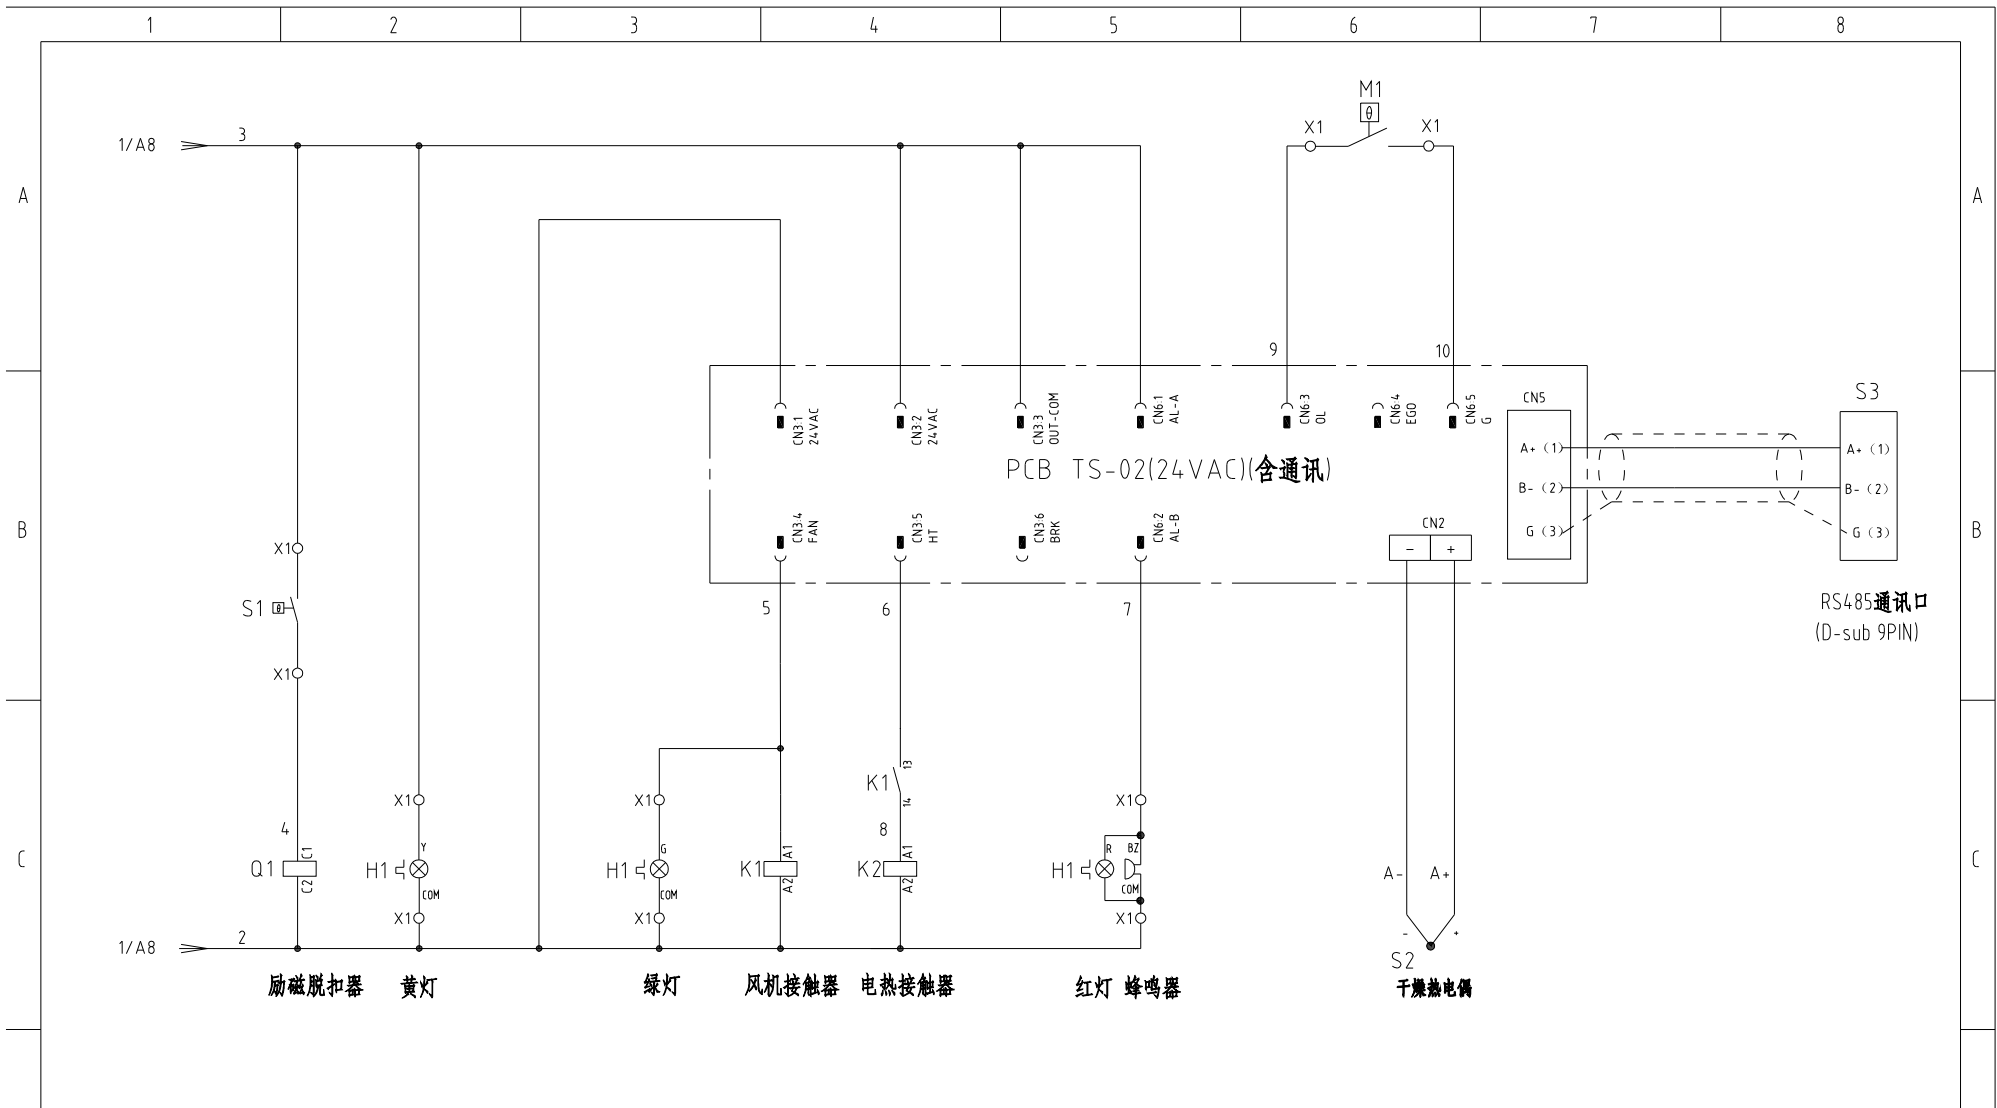 1 2 3 4 5 6 7 8
M1
θ
X1 X1
1/A8 3
A A
9 10
CN3:1 24VAC
CN3:2 24VAC
CN3:3 OUT-COM
CN6:1 AL-A
CN6:3 OL
CN6:4 EGO
CN6:5 G
CN5
S3
A+ (1) A+ (1)
PCB TS-02(24VAC)(含通讯)
B- (2) B- (2)
G (3) G (3)
CN3:4 FAN
CN3:5 HT
CN3:6 BRK
CN6:2 AL-B
CN2
- +
B B
X1
S1 θ
5 6 7
RS485通讯口
(D-sub 9PIN)
X1
K1 13 14
X1 X1 X1
4 8
C C
Q1 C1 C2
H1 Y COM
H1 G COM
K1 A1 A2
K2 A1 A2
H1 R BZ COM
A- A+
X1 X1 X1
1/A8 2
- +
S2
励磁脱扣器 黄灯 绿灯 风机接触器 电热接触器 红灯 蜂鸣器 干燥热电偶